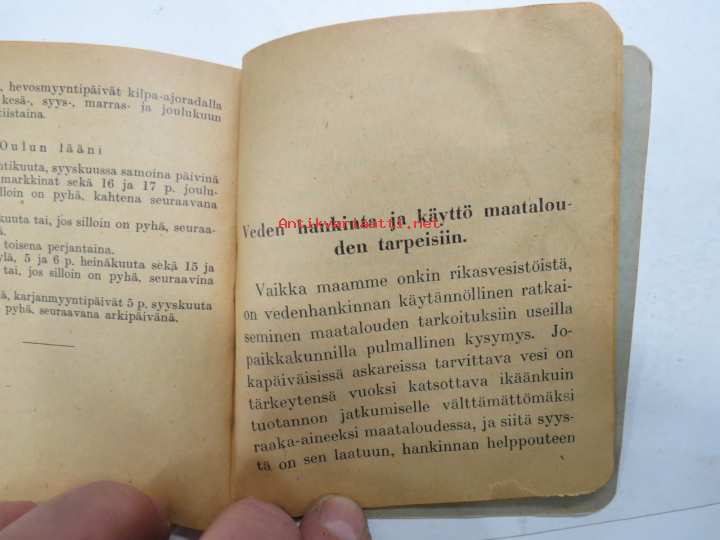 , hevosmyyntipäivät kilpa-ajoradalla
kesä-, syys-, marras- ja joulukuun
tiistaina.
Oulun lääni
ntikuuta, syyskuussa samoina päivinä
markkinat sekä 16 ja 17 p. joulu-
silloin on pyhä, kahtena seuraavana
kuuta tai, jos silloin on pyhä, seuraa-
toisena perjantaina.
ylä, 5 ja 6 p. heinäkuuta sekä 15 ja
tai, jos silloin on pyhä, seuraavina
ä, karjanmyyntipäivät 5 p. syyskuuta
pyhä, seuraavana arkipäivänä.
Veden hankinta ja käyttö maatalou-
den tarpeisiin.
Antikvariaatti.net
Vaikka maamme onkin rikasvesistöistä,
on vedenhankinnan käytännöllinen ratkai-
seminen maatalouden tarkoituksiin useilla
paikkakunnilla pulmallinen kysymys. Jo-
kapäiväisissä askareissa tarvittava vesi on
tärkeytensä vuoksi katsottava ikäänkuin
tuotannon jatkumiselle välttämättömäksi
raaka-aineeksi maataloudessa, ja siitä syys-
tä on sen laatuun, hankinnan helppouteen